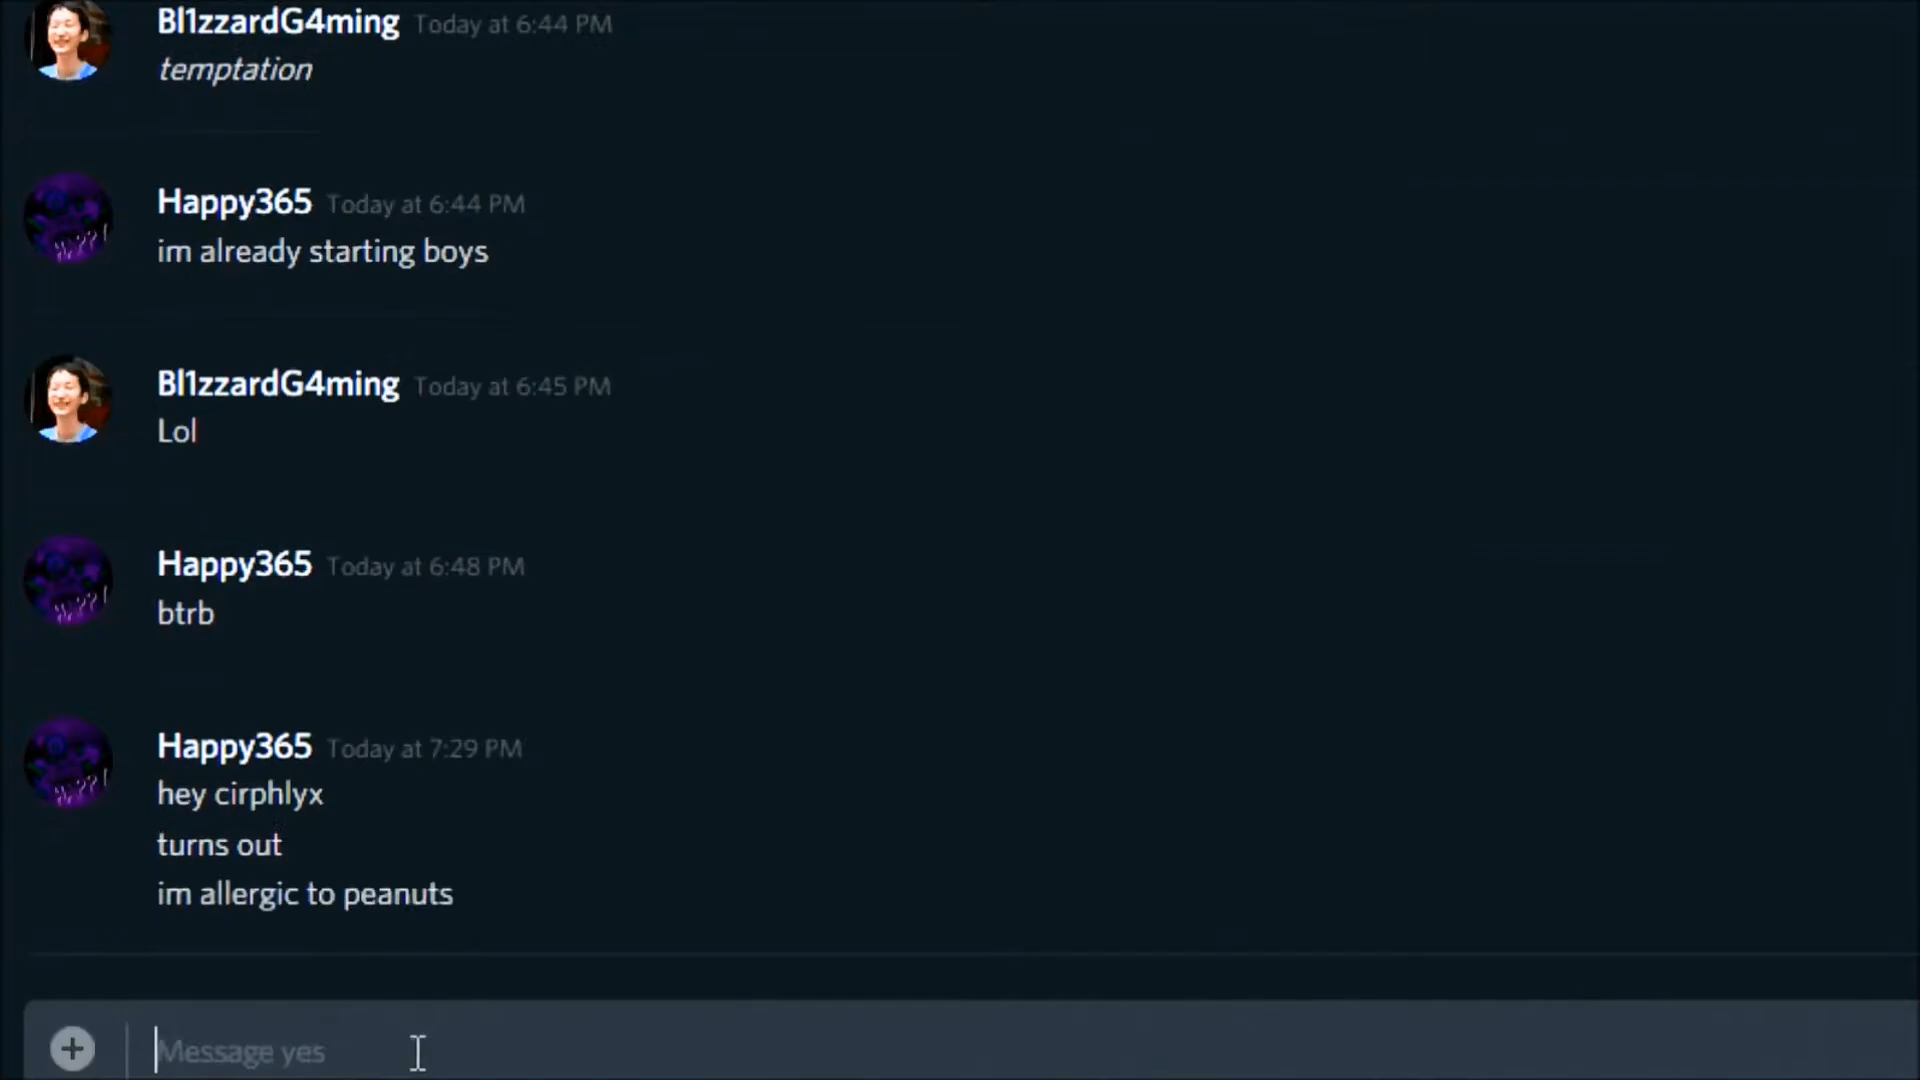 Bl1zzardG4ming Today at 6:44 PM
temptation
Happy365 Today at 6:44 PM
im already starting boys
Bl1zzardG4ming Today at 6:45 PM
Lol
Happy365 Today at 6:48 PM
btrb
Happy365 Today at 7:29 PM
hey cirphlyx
turns out
im allergic to peanuts
Message yes